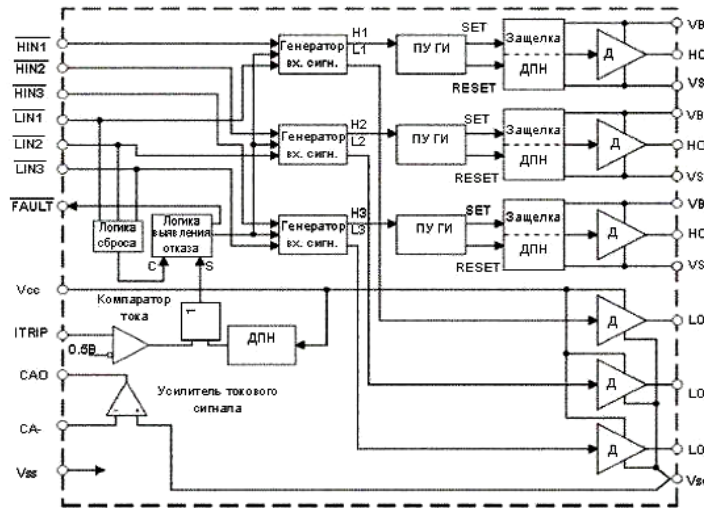 HIN1
HIN2
HIN3
LIN1
LIN2
LIN3
FAULT
Vcc
ITRIP
0.5В
CAO
CA-
Vss
Логика
сброса
Логика
выявления
отказа
C
S
Компаратор
тока
1
ДПН
Усилитель токового
сигнала
Генератор
вх. сигн.
H1
L1
ПУ ГИ
SET
RESET
Защелка
ДПН
Д
VB
HO
VS
Генератор
вх. сигн.
H2
L2
ПУ ГИ
SET
RESET
Защелка
ДПН
Д
VB
HO
VS
Генератор
вх. сигн.
H3
L3
ПУ ГИ
SET
RESET
Защелка
ДПН
Д
VB
HO
VS
Д
LO
Д
LO
Д
LO